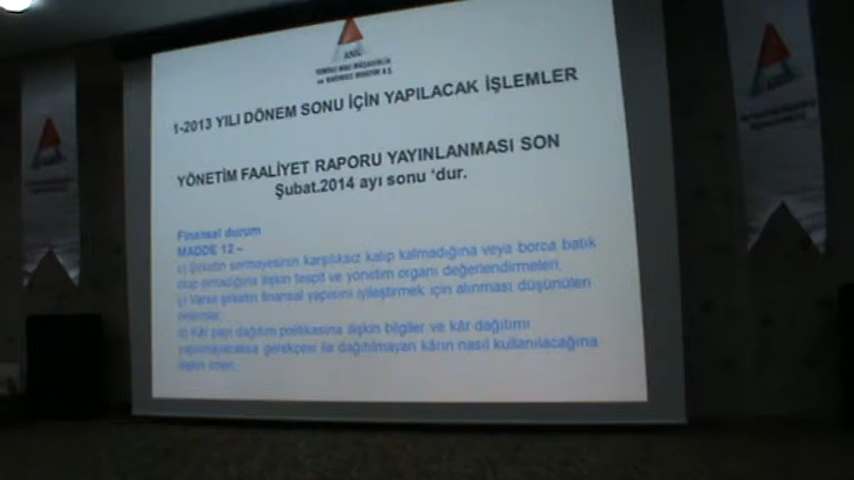 1-2013 YILI DÖNEM SONU İÇİN YAPILACAK İŞLEMLER
YÖNETİM FAALİYET RAPORU YAYINLANMASI SON
Şubat.2014 ayı sonu ‘dur.
Finansal durum
MADDE 12 –
c) Şirketin sermayesinin karşılıksız kalıp kalmadığına veya borca batık
olup olmadığına ilişkin tespit ve yönetim organı değerlendirmeleri,
ç) Varsa şirketin finansal yapısını iyileştirmek için alınması düşünülen
önlemler,
d) Kâr payı dağıtım politikasına ilişkin bilgiler ve kâr dağıtımı
yapılmayacaksa gerekçesi ile dağıtılmayan kârın nasıl kullanılacağına
ilişkin öneri,